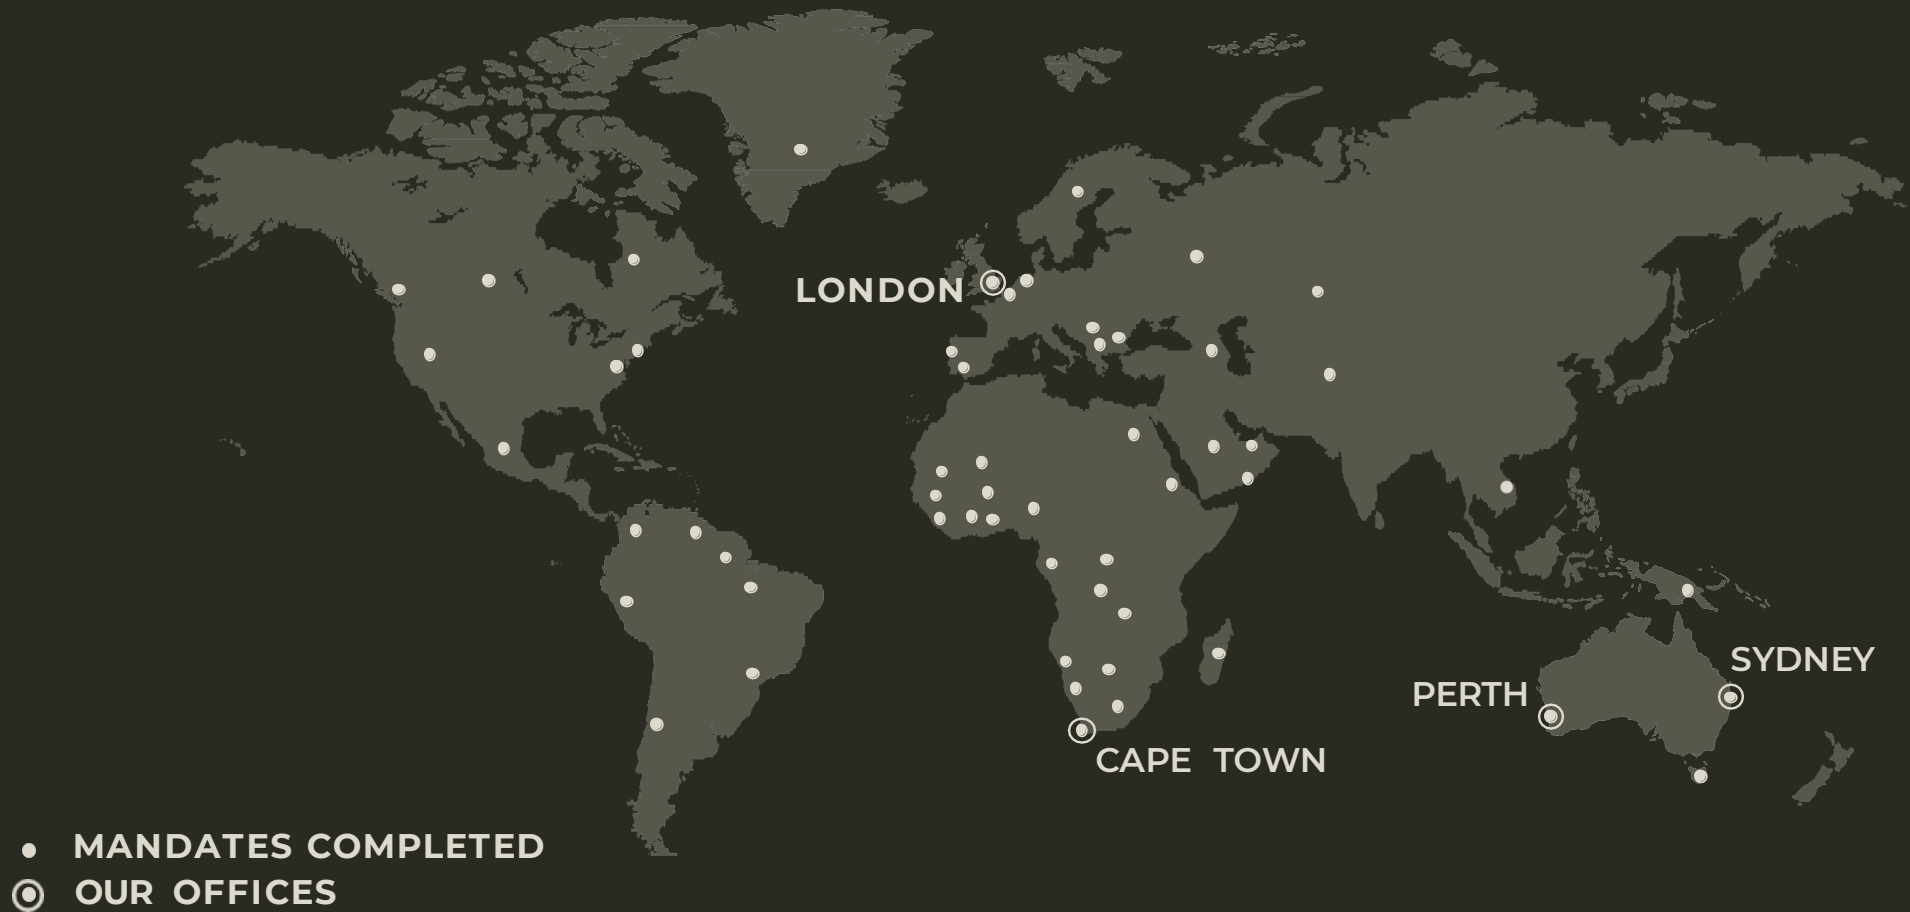 LONDON
SYDNEY
PERTH
CAPE TOWN
MANDATES COMPLETED
OUR OFFICES